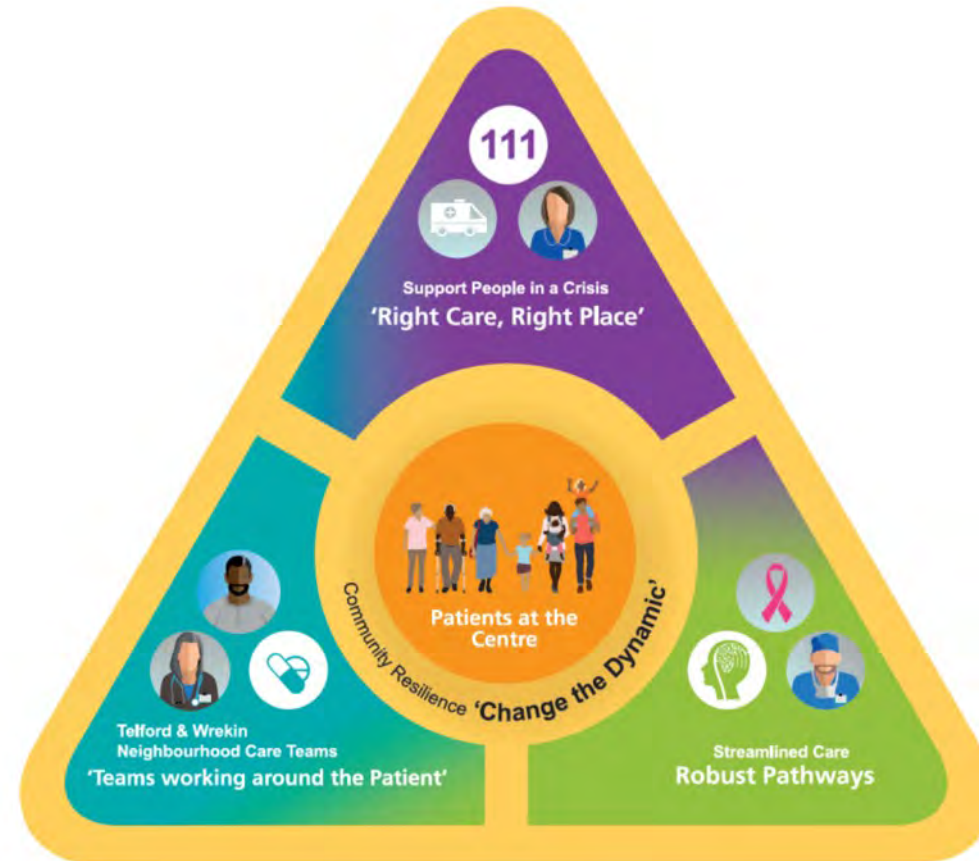 111
Support People in a Crisis
‘Right Care, Right Place’
Patients at the
Centre
Community Resilience ‘Change the Dynamic’
Telford & Wrekin
Neighbourhood Care Teams
‘Teams working around the Patient’
Streamlined Care
Robust Pathways